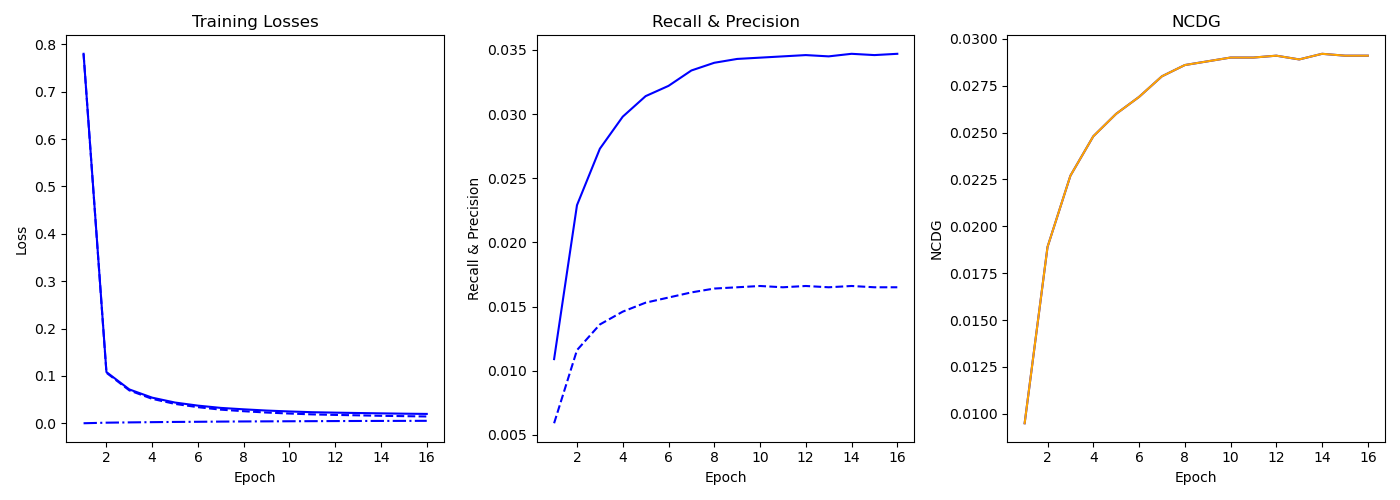 Training Losses
Loss
0.8
0.7
0.6
0.5
0.4
0.3
0.2
0.1
0.0
2 4 6 8 10 12 14 16
Epoch
Recall & Precision
Recall & Precision
0.035
0.030
0.025
0.020
0.015
0.010
0.005
2 4 6 8 10 12 14 16
Epoch
NCDG
NCDG
0.0300
0.0275
0.0250
0.0225
0.0200
0.0175
0.0150
0.0125
0.0100
2 4 6 8 10 12 14 16
Epoch